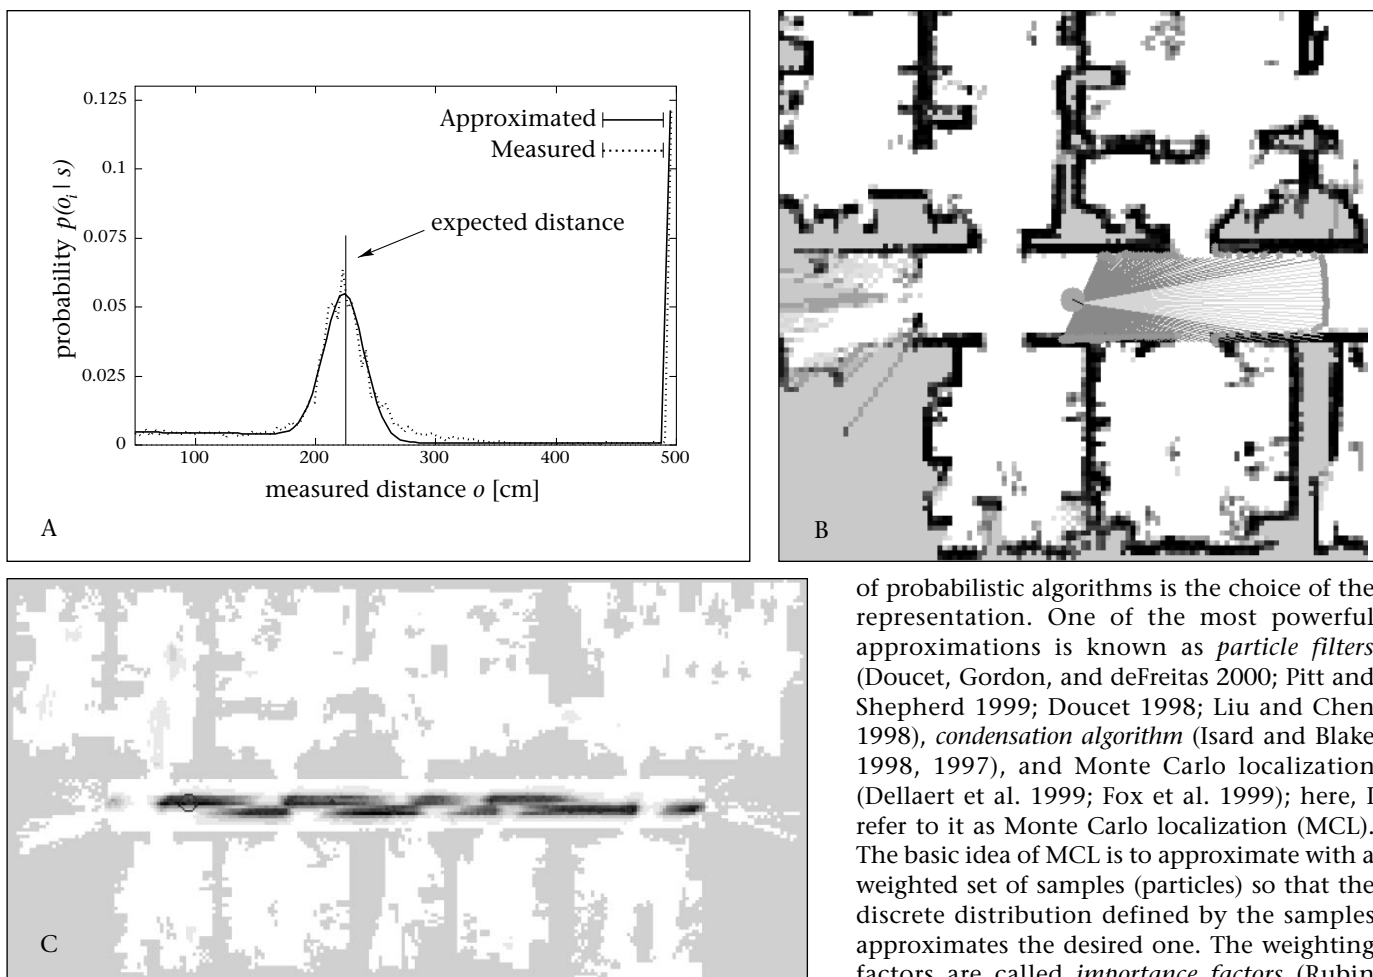 0.125
0.1
0.075
0.05
0.025
0
probability p(o_i | s)
Approximated
Measured
expected distance
100 200 300 400 500
measured distance o [cm]
A
B
C
of probabilistic algorithms is the choice of the
representation. One of the most powerful
approximations is known as particle filters
(Doucet, Gordon, and deFreitas 2000; Pitt and
Shepherd 1999; Doucet 1998; Liu and Chen
1998), condensation algorithm (Isard and Blake
1998, 1997), and Monte Carlo localization
(Dellaert et al. 1999; Fox et al. 1999); here, I
refer to it as Monte Carlo localization (MCL).
The basic idea of MCL is to approximate with a
weighted set of samples (particles) so that the
discrete distribution defined by the samples
approximates the desired one. The weighting
factors are called importance factors (Rubin